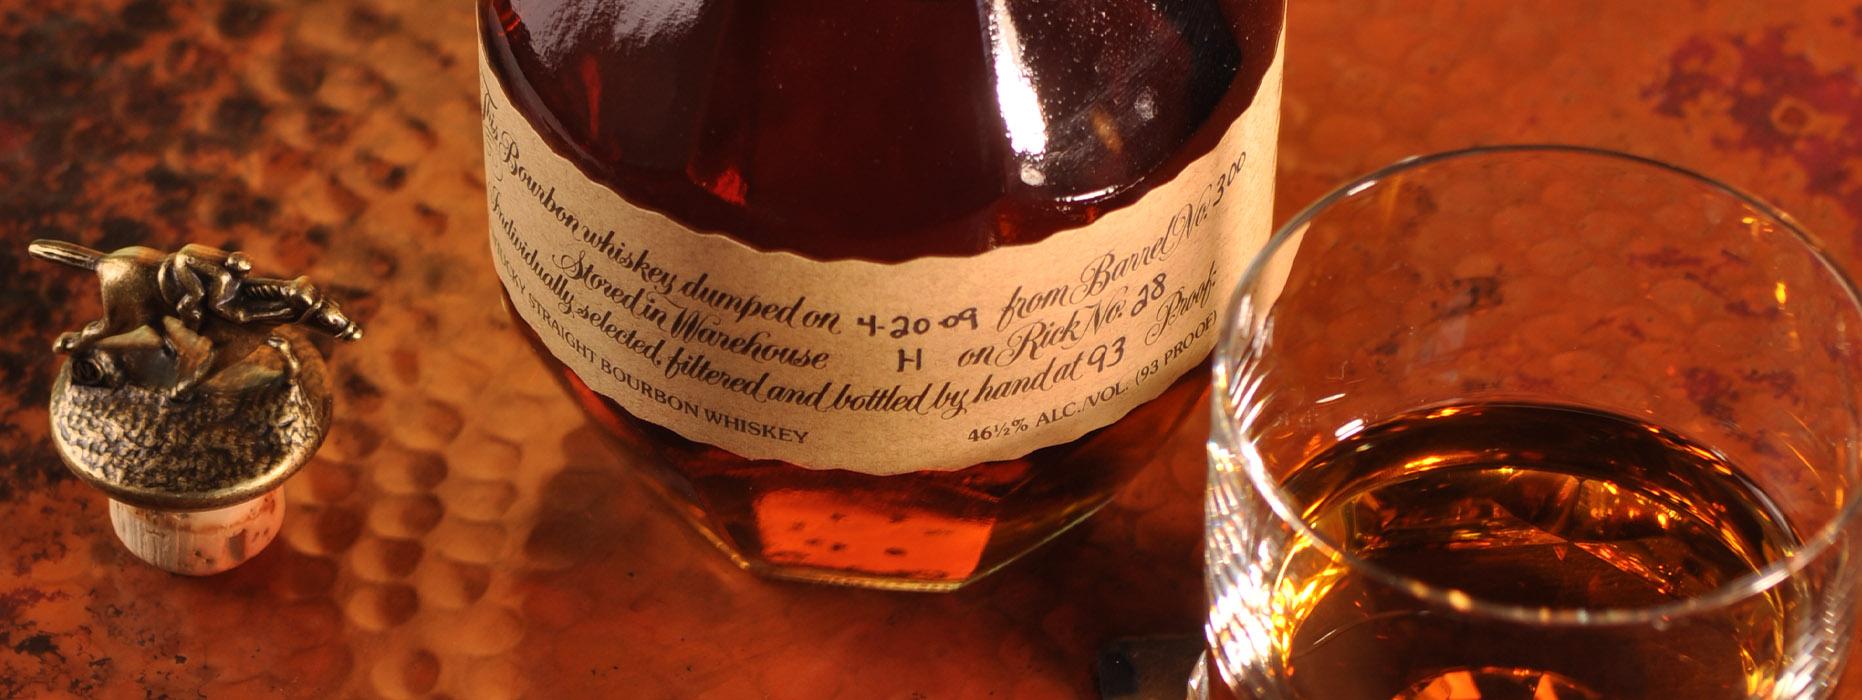 This Bourbon whiskey dumped on 4-20-09 from Barrel No. 300
Stored in Warehouse H on Rick No. 28
Individually selected, filtered and bottled by hand at 93 Proof.
TUCKY STRAIGHT BOURBON WHISKEY 46½% ALC./VOL. (93 PROOF)